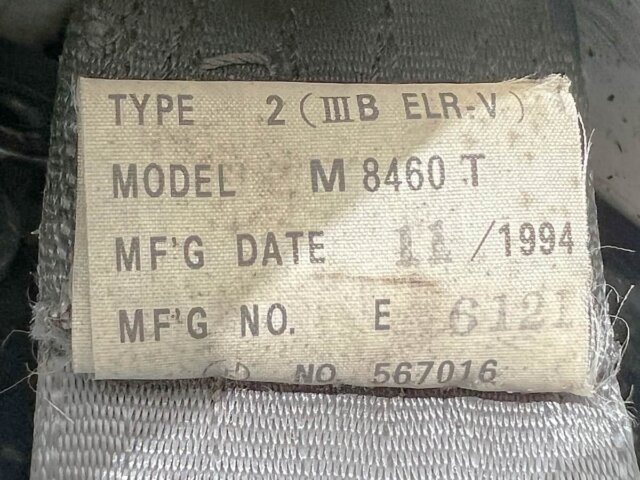 TYPE 2 (IIIB ELR-V)
MODEL M 8460 T
MF'G DATE 11 / 1994
MF'G NO. E 6121
NO. 567016